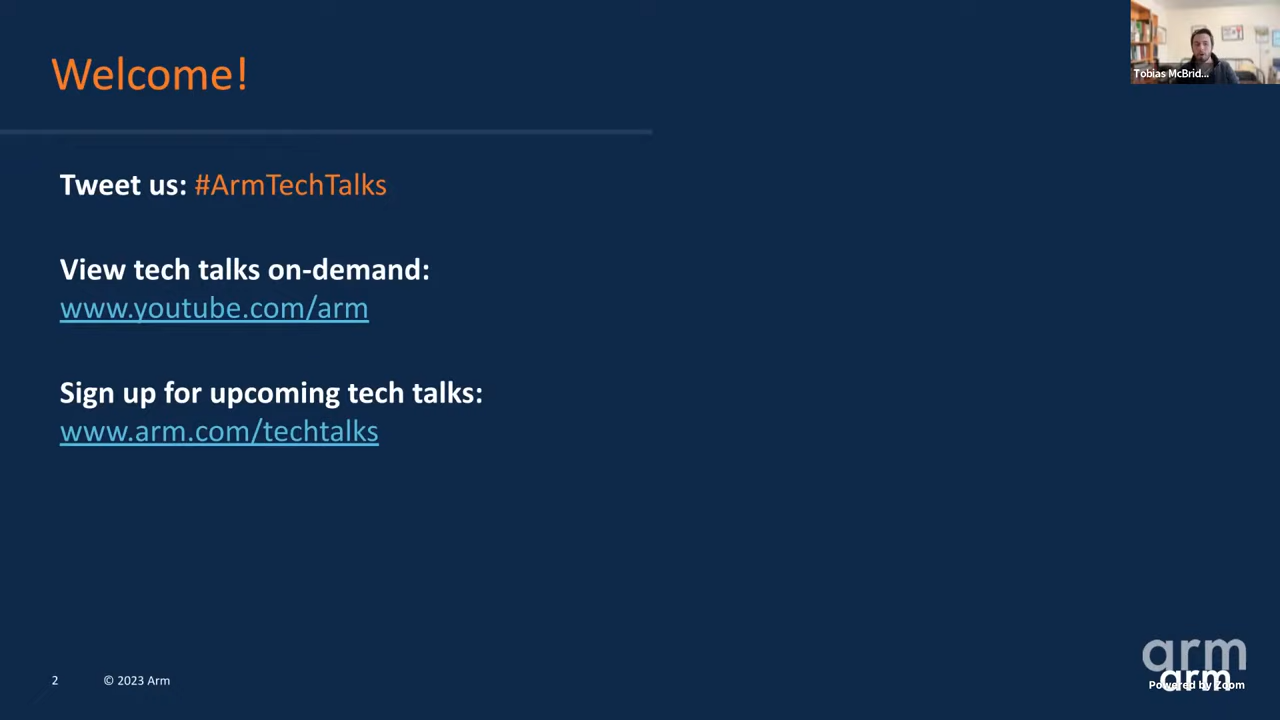 Welcome!
Tobias McBrid...
Tweet us: #ArmTechTalks
View tech talks on-demand:
www.youtube.com/arm
Sign up for upcoming tech talks:
www.arm.com/techtalks
2
© 2023 Arm
arm
arm
Powered by Zoom